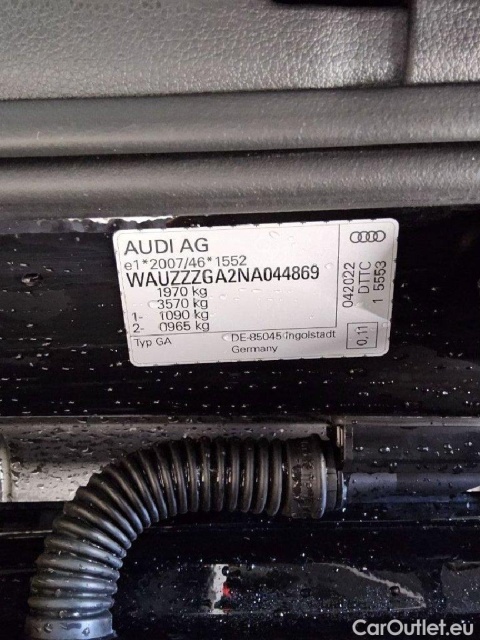 AUDI AG
e1*2007/46*1552
WAUZZZGA2NA044869
1970 kg
3570 kg
1- 1090 kg
2- 0965 kg
Typ GA
DE-85045 Ingolstadt
Germany
042022
DTTC
1 5553
0,11
CarOutlet.eu